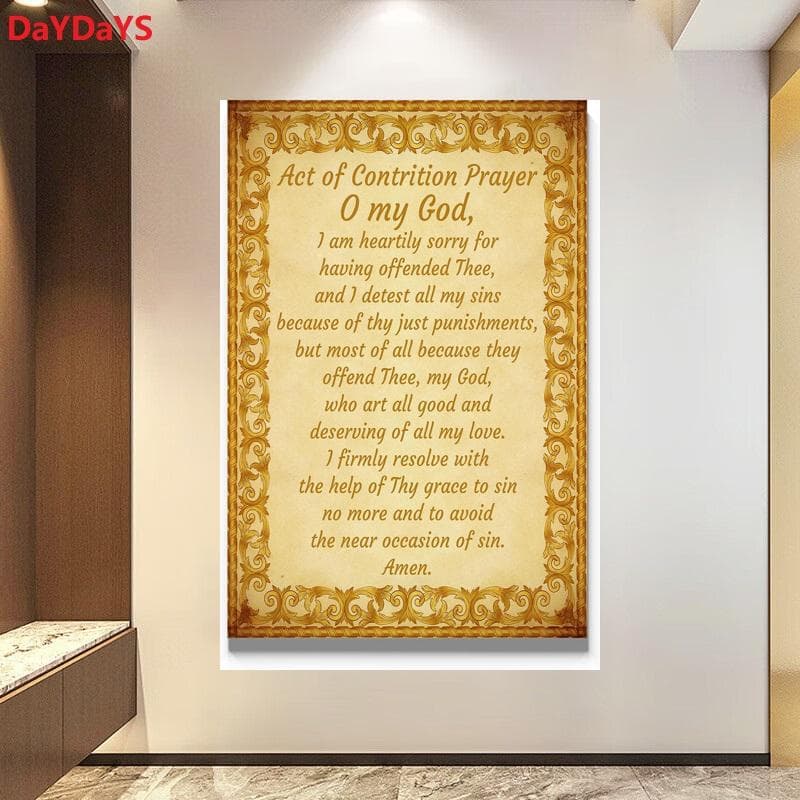 DaYDaYS
Act of Contrition Prayer
O my God,
I am heartily sorry for
having offended Thee,
and I detest all my sins
because of thy just punishments,
but most of all because they
offend Thee, my God,
who art all good and
deserving of all my love.
I firmly resolve with
the help of Thy grace to sin
no more and to avoid
the near occasion of sin.
Amen.